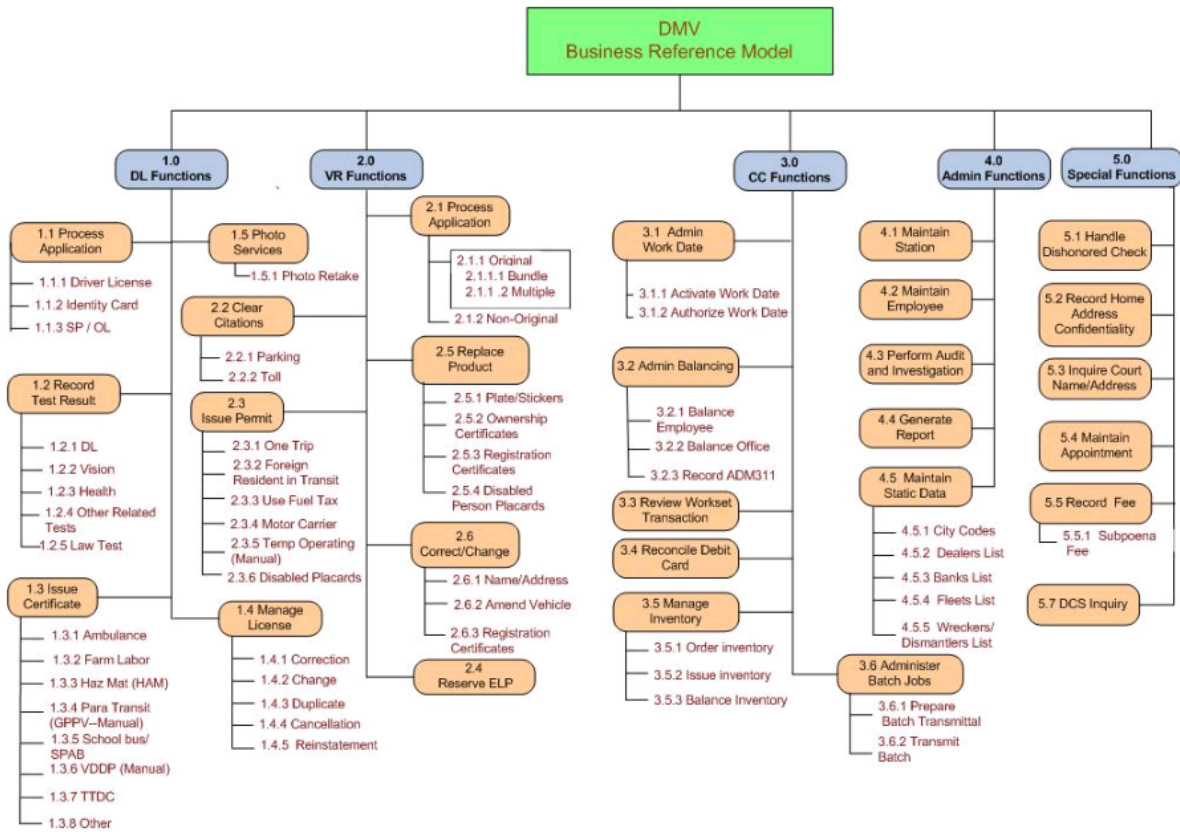 DMV
Business Reference Model
1.0
DL Functions
1.1 Process
Application
1.1.1 Driver License
1.1.2 Identity Card
1.1.3 SP / OL
1.2 Record
Test Result
1.2.1 DL
1.2.2 Vision
1.2.3 Health
1.2.4 Other Related
Tests
1.2.5 Law Test
1.3 Issue
Certificate
1.3.1 Ambulance
1.3.2 Farm Labor
1.3.3 Haz Mat (HAM)
1.3.4 Para Transit
(GPPV--Manual)
1.3.5 School bus/
SPAB
1.3.6 VDDP (Manual)
1.3.7 TTDC
1.3.8 Other
1.5 Photo
Services
1.5.1 Photo Retake
1.4 Manage
License
1.4.1 Correction
1.4.2 Change
1.4.3 Duplicate
1.4.4 Cancellation
1.4.5 Reinstatement
2.0
VR Functions
2.2 Clear
Citations
2.2.1 Parking
2.2.2 Toll
2.3
Issue Permit
2.3.1 One Trip
2.3.2 Foreign
Resident in Transit
2.3.3 Use Fuel Tax
2.3.4 Motor Carrier
2.3.5 Temp Operating
(Manual)
2.3.6 Disabled Placards
2.1 Process
Application
2.1.1 Original
2.1.1.1 Bundle
2.1.1 .2 Multiple
2.1.2 Non-Original
2.5 Replace
Product
2.5.1 Plate/Stickers
2.5.2 Ownership
Certificates
2.5.3 Registration
Certificates
2.5.4 Disabled
Person Placards
2.6
Correct/Change
2.6.1 Name/Address
2.6.2 Amend Vehicle
2.6.3 Registration
Certificates
2.4
Reserve ELP
3.0
CC Functions
3.1 Admin
Work Date
3.1.1 Activate Work Date
3.1.2 Authorize Work Date
3.2 Admin Balancing
3.2.1 Balance
Employee
3.2.2 Balance Office
3.2.3 Record ADM311
3.3 Review Workset
Transaction
3.4 Reconcile Debit
Card
3.5 Manage
Inventory
3.5.1 Order inventory
3.5.2 Issue inventory
3.5.3 Balance Inventory
3.6 Administer
Batch Jobs
3.6.1 Prepare
Batch Transmittal
3.6.2 Transmit
Batch
4.0
Admin Functions
4.1 Maintain
Station
4.2 Maintain
Employee
4.3 Perform Audit
and Investigation
4.4 Generate
Report
4.5 Maintain
Static Data
4.5.1 City Codes
4.5.2 Dealers List
4.5.3 Banks List
4.5.4 Fleets List
4.5.5 Wreckers/
Dismantlers List
5.0
Special Functions
5.1 Handle
Dishonored Check
5.2 Record Home
Address
Confidentiality
5.3 Inquire Court
Name/Address
5.4 Maintain
Appointment
5.5 Record Fee
5.5.1 Subpoena
Fee
5.7 DCS Inquiry